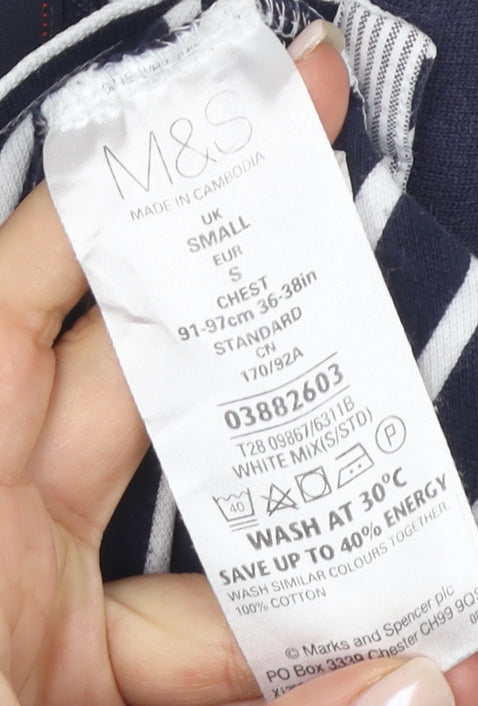 M&S
MADE IN CAMBODIA
UK
SMALL
EUR
S
CHEST
91-97cm 36-38in
STANDARD
CN
170/92A
03882603
T28 09867/6311B
WHITE MIX(S/STD)
40 P
WASH AT 30°C
SAVE UP TO 40% ENERGY
WASH SIMILAR COLOURS TOGETHER.
100% COTTON
© Marks and Spencer plc
PO Box 3339 Chester CH99 9QS